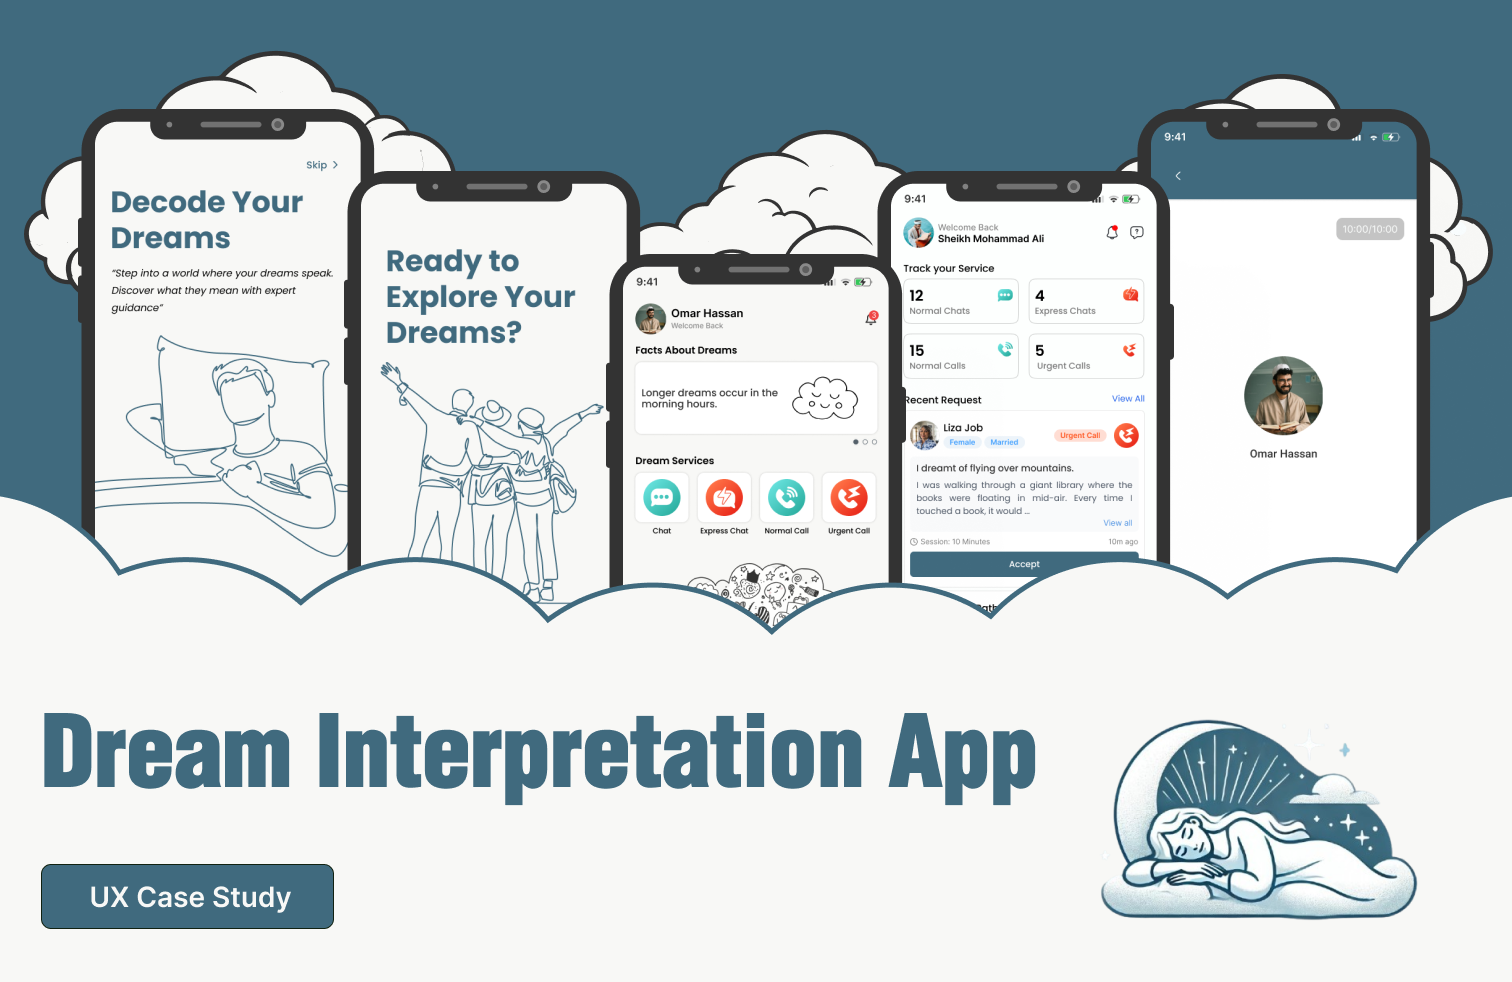 Skip
Decode Your
Dreams
"Step into a world where your dreams speak.
Discover what they mean with expert
guidance"
Ready to
Explore Your
Dreams?
9:41
Omar Hassan
Welcome Back
3
Facts About Dreams
Longer dreams occur in the
morning hours.
Dream Services
Chat
Express Chat
Normal Call
Urgent Call
9:41
Welcome Back
Sheikh Mohammad Ali
Track your Service
12
Normal Chats
4
Express Chats
15
Normal Calls
5
Urgent Calls
Recent Request
View All
Liza Job
Female
Married
Urgent Call
I dreamt of flying over mountains.
I was walking through a giant library where the
books were floating in mid-air. Every time I
touched a book, it would ...
View all
Session: 10 Minutes
10m ago
Accept
9:41
10:00/10:00
Omar Hassan
Dream Interpretation App
UX Case Study